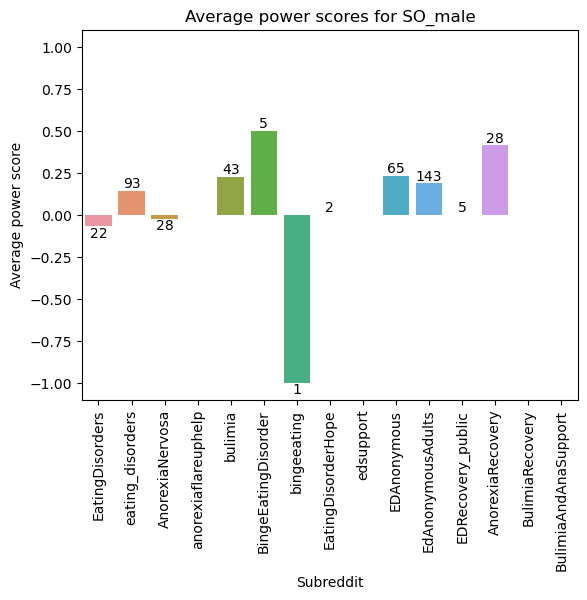 Average power scores for SO_male
Average power score
1.00
0.75
0.50
0.25
0.00
−0.25
−0.50
−0.75
−1.00
22
93
28
43
5
1
2
65
143
5
28
EatingDisorders
eating_disorders
AnorexiaNervosa
anorexiaflareuphelp
bulimia
BingeEatingDisorder
bingeeating
EatingDisorderHope
edsupport
EDAnonymous
EdAnonymousAdults
EDRecovery_public
AnorexiaRecovery
BulimiaRecovery
BulimiaAndAnaSupport
Subreddit